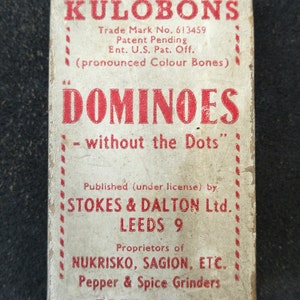 KULOBONS
Trade Mark No. 613459
Patent Pending
Ent. U.S. Pat. Off.
(pronounced Colour Bones)
"DOMINOES
- without the Dots"
Published (under license) by
STOKES & DALTON Ltd.
LEEDS 9
Proprietors of
NUKRISKO, SAGION, ETC.
Pepper & Spice Grinders